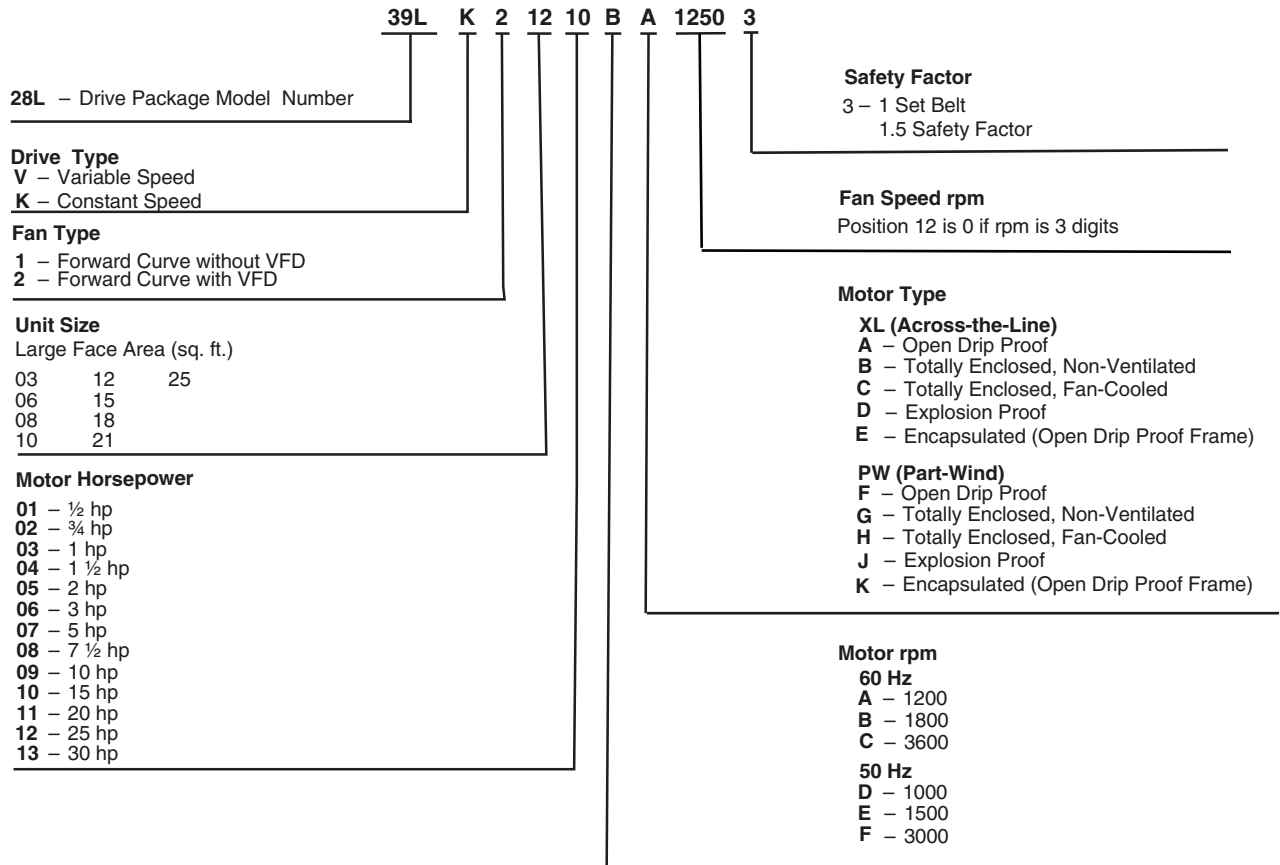 39L K 2 12 10 B A 1250 3
28L – Drive Package Model Number
Drive Type
V – Variable Speed
K – Constant Speed
Fan Type
1 – Forward Curve without VFD
2 – Forward Curve with VFD
Unit Size
Large Face Area (sq. ft.)
03 12 25
06 15
08 18
10 21
Motor Horsepower
01 – ½ hp
02 – ¾ hp
03 – 1 hp
04 – 1 ½ hp
05 – 2 hp
06 – 3 hp
07 – 5 hp
08 – 7 ½ hp
09 – 10 hp
10 – 15 hp
11 – 20 hp
12 – 25 hp
13 – 30 hp
Safety Factor
3 – 1 Set Belt
1.5 Safety Factor
Fan Speed rpm
Position 12 is 0 if rpm is 3 digits
Motor Type
XL (Across-the-Line)
A – Open Drip Proof
B – Totally Enclosed, Non-Ventilated
C – Totally Enclosed, Fan-Cooled
D – Explosion Proof
E – Encapsulated (Open Drip Proof Frame)
PW (Part-Wind)
F – Open Drip Proof
G – Totally Enclosed, Non-Ventilated
H – Totally Enclosed, Fan-Cooled
J – Explosion Proof
K – Encapsulated (Open Drip Proof Frame)
Motor rpm
60 Hz
A – 1200
B – 1800
C – 3600
50 Hz
D – 1000
E – 1500
F – 3000